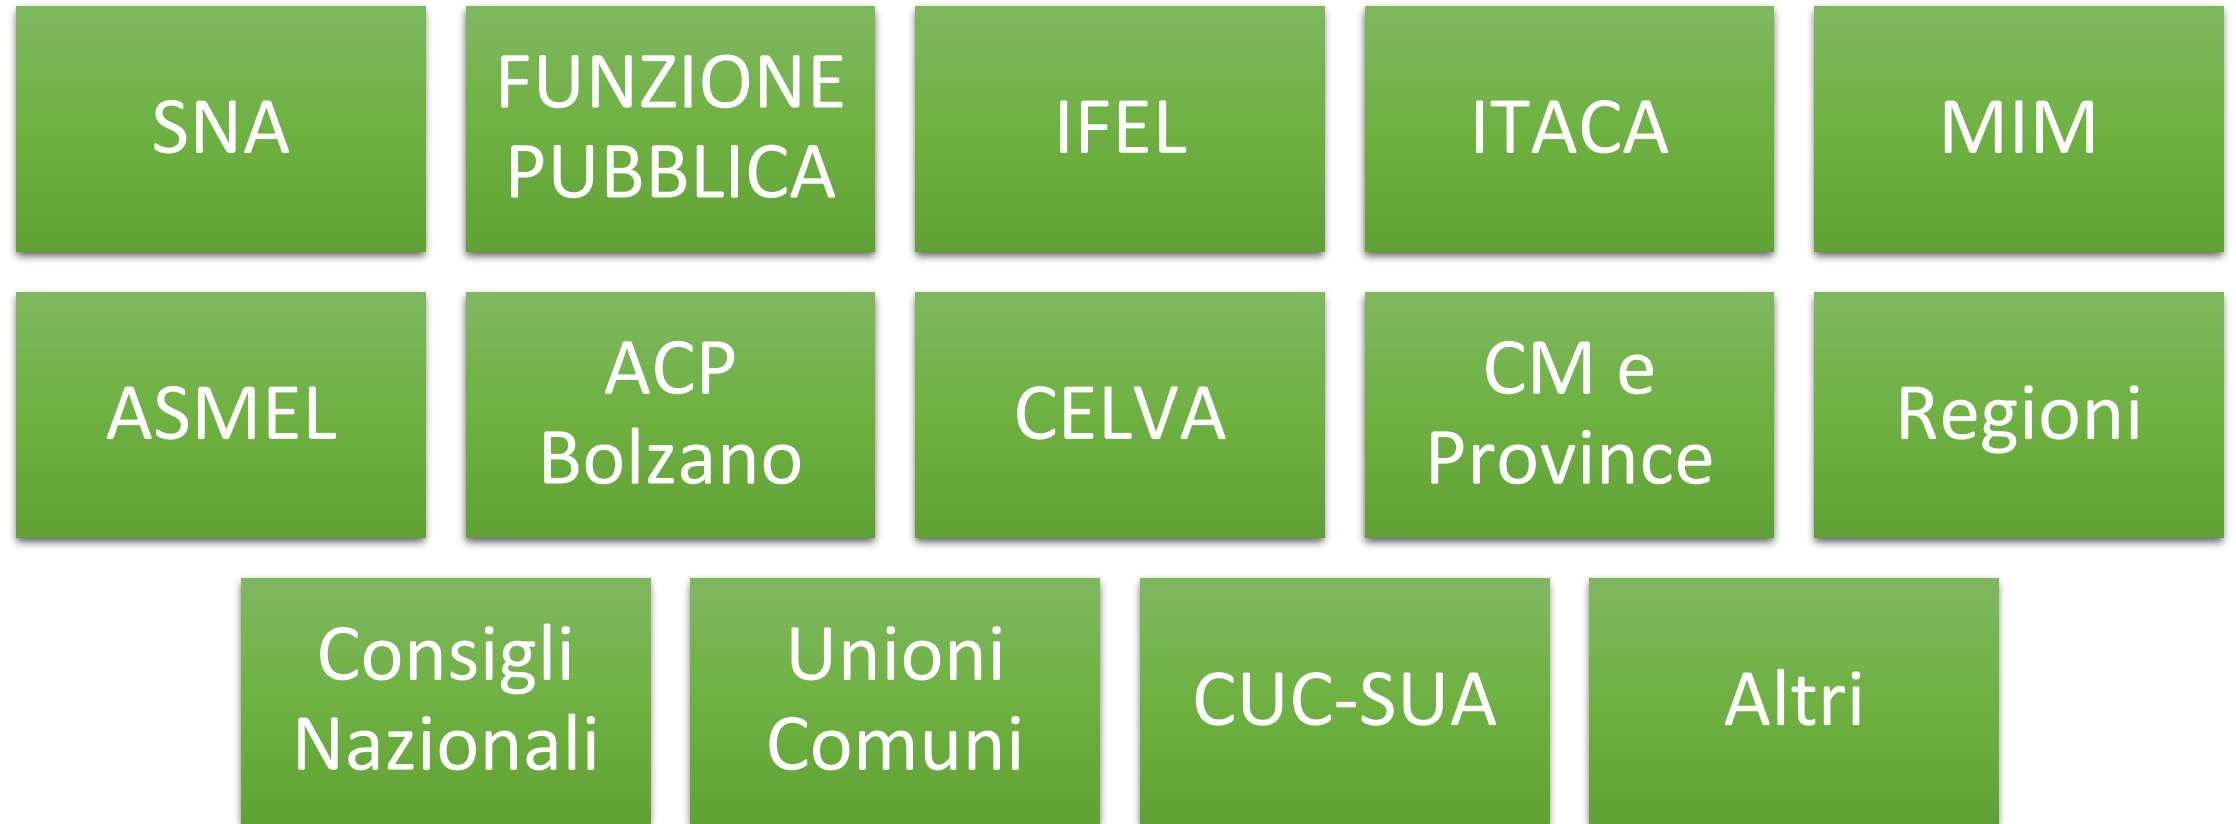 SNA
FUNZIONE
PUBBLICA
IFEL
ITACA
MIM
ASMEL
ACP
Bolzano
CELVA
CM e
Province
Regioni
Consigli
Nazionali
Unioni
Comuni
CUC-SUA
Altri